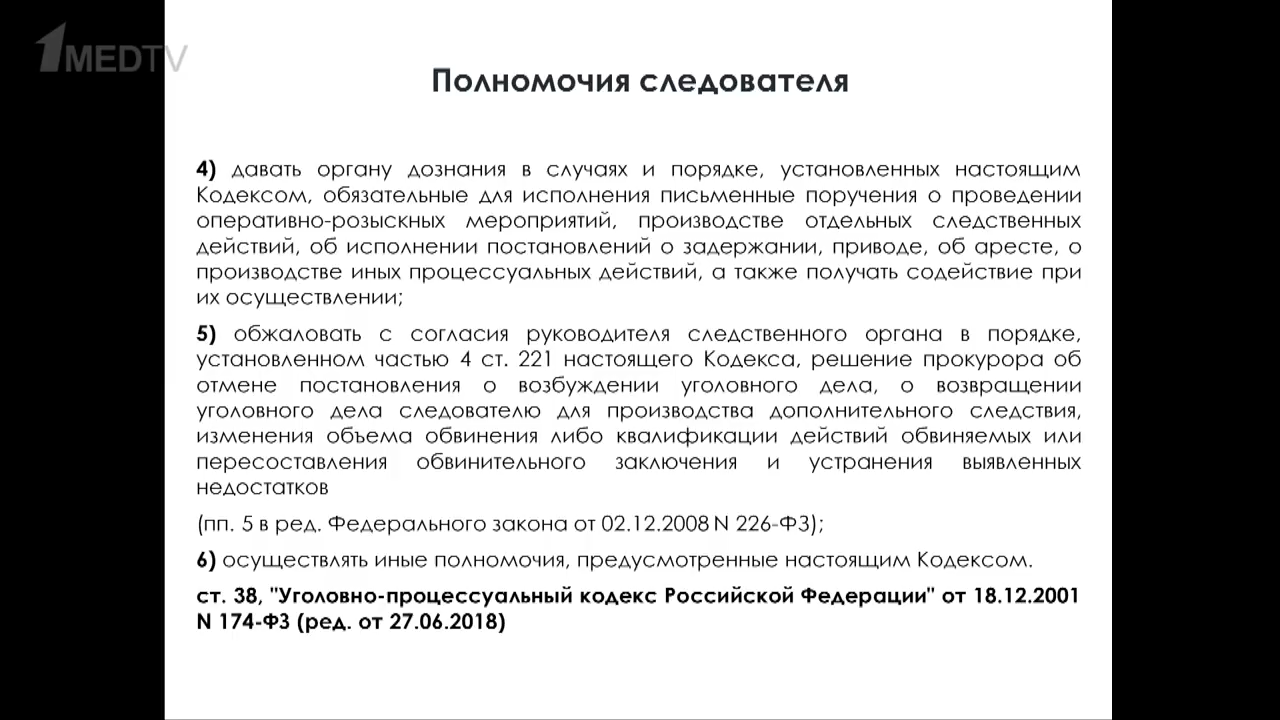 1MEDTV
Полномочия следователя
4) давать органу дознания в случаях и порядке, установленных настоящим
Кодексом, обязательные для исполнения письменные поручения о проведении
оперативно-розыскных мероприятий, производстве отдельных следственных
действий, об исполнении постановлений о задержании, приводе, об аресте, о
производстве иных процессуальных действий, а также получать содействие при
их осуществлении;
5) обжаловать с согласия руководителя следственного органа в порядке,
установленном частью 4 ст. 221 настоящего Кодекса, решение прокурора об
отмене постановления о возбуждении уголовного дела, о возвращении
уголовного дела следователю для производства дополнительного следствия,
изменения объема обвинения либо квалификации действий обвиняемых или
пересоставления обвинительного заключения и устранения выявленных
недостатков
(пп. 5 в ред. Федерального закона от 02.12.2008 N 226-ФЗ);
6) осуществлять иные полномочия, предусмотренные настоящим Кодексом.
ст. 38, "Уголовно-процессуальный кодекс Российской Федерации" от 18.12.2001
N 174-ФЗ (ред. от 27.06.2018)